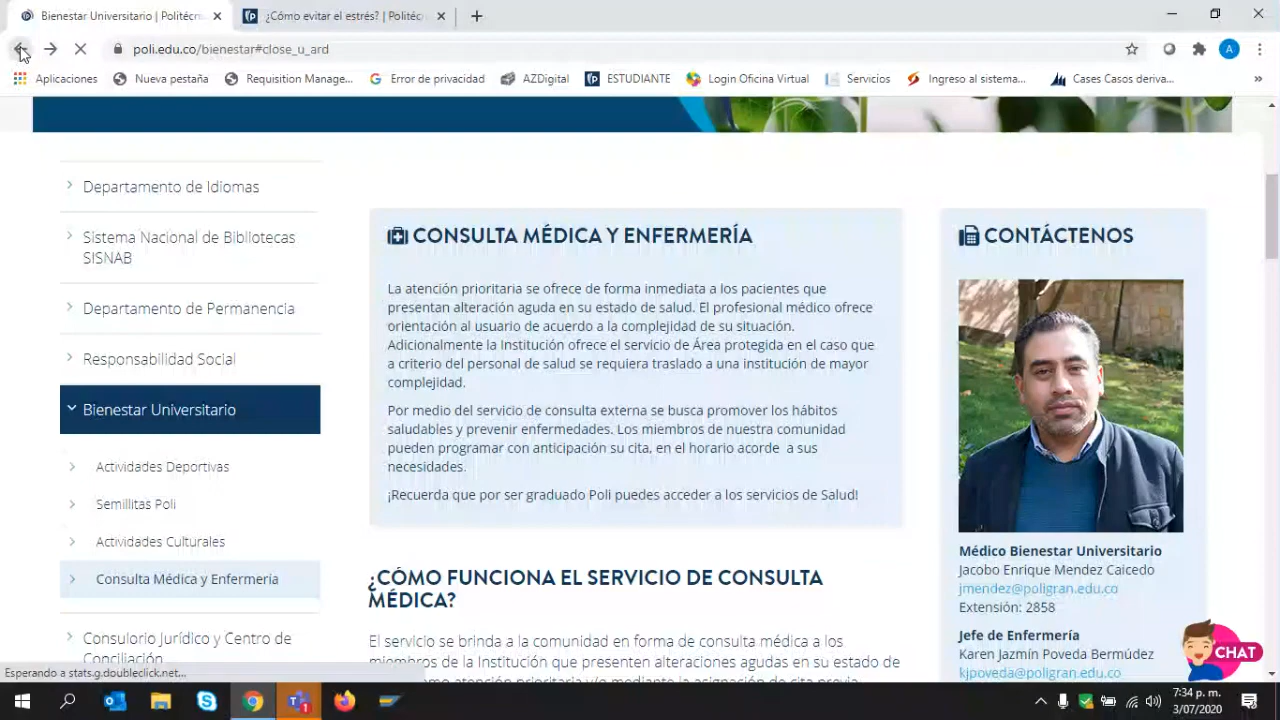 Bienestar Universitario | Politécn
¿Cómo evitar el estrés? | Politéc
poli.edu.co/bienestar#close_u_ard
A
Aplicaciones
Nueva pestaña
Requisition Manage...
Error de privacidad
AZDigital
ESTUDIANTE
Login Oficina Virtual
Servicios
Ingreso al sistema...
Cases Casos deriva...
»
Departamento de Idiomas
Sistema Nacional de Bibliotecas
SISNAB
Departamento de Permanencia
Responsabilidad Social
Bienestar Universitario
Actividades Deportivas
Semillitas Poli
Actividades Culturales
Consulta Médica y Enfermería
Consulorio Jurídico y Centro de
Conciliación
CONSULTA MÉDICA Y ENFERMERÍA
La atención prioritaria se ofrece de forma inmediata a los pacientes que
presentan alteración aguda en su estado de salud. El profesional médico ofrece
orientación al usuario de acuerdo a la complejidad de su situación.
Adicionalmente la Institución ofrece el servicio de Área protegida en el caso que
a criterio del personal de salud se requiera traslado a una institución de mayor
complejidad.
Por medio del servicio de consulta externa se busca promover los hábitos
saludables y prevenir enfermedades. Los miembros de nuestra comunidad
pueden programar con anticipación su cita, en el horario acorde a sus
necesidades.
¡Recuerda que por ser graduado Poli puedes acceder a los servicios de Salud!
¿CÓMO FUNCIONA EL SERVICIO DE CONSULTA
MÉDICA?
El servicio se brinda a la comunidad en forma de consulta médica a los
miembros de la Institución que presentan alteraciones agudas en su estado de
como atención prioritaria y/o mediante la asignación de cita previa
CONTÁCTENOS
Médico Bienestar Universitario
Jacobo Enrique Mendez Caicedo
jmendez@poligran.edu.co
Extensión: 2858
Jefe de Enfermería
Karen Jazmín Poveda Bermúdez
kjpoveda@poligran.edu.co
CHAT
Esperando a stats.g.doubleclick.net...
7:34 p. m.
3/07/2020